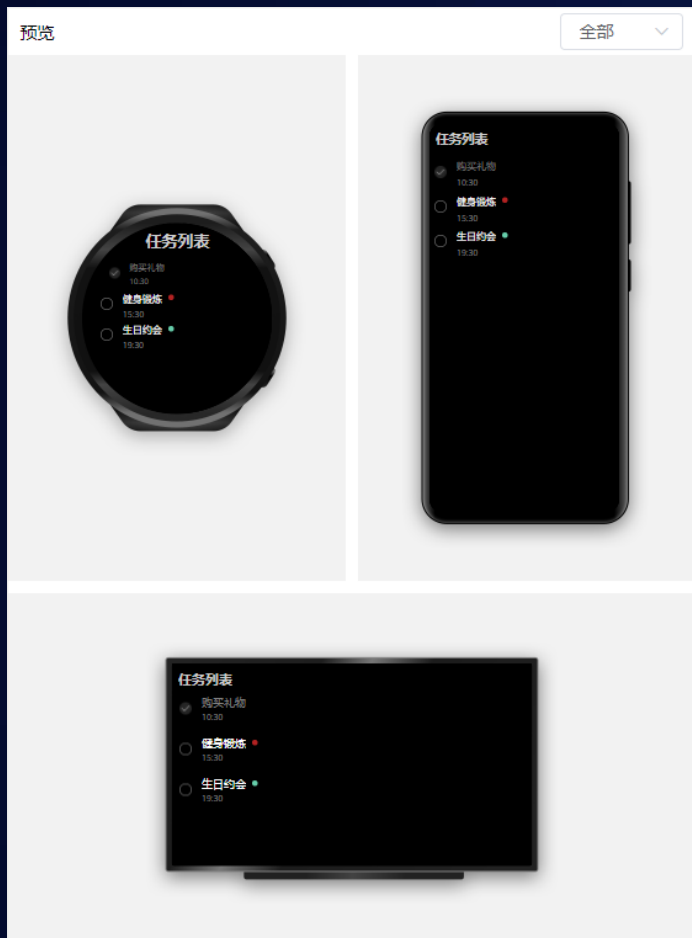 预览
全部
任务列表
购买礼物
10:30
健身锻炼
15:30
生日约会
19:30
任务列表
购买礼物
10:30
健身锻炼
15:30
生日约会
19:30
任务列表
购买礼物
10:30
健身锻炼
15:30
生日约会
19:30